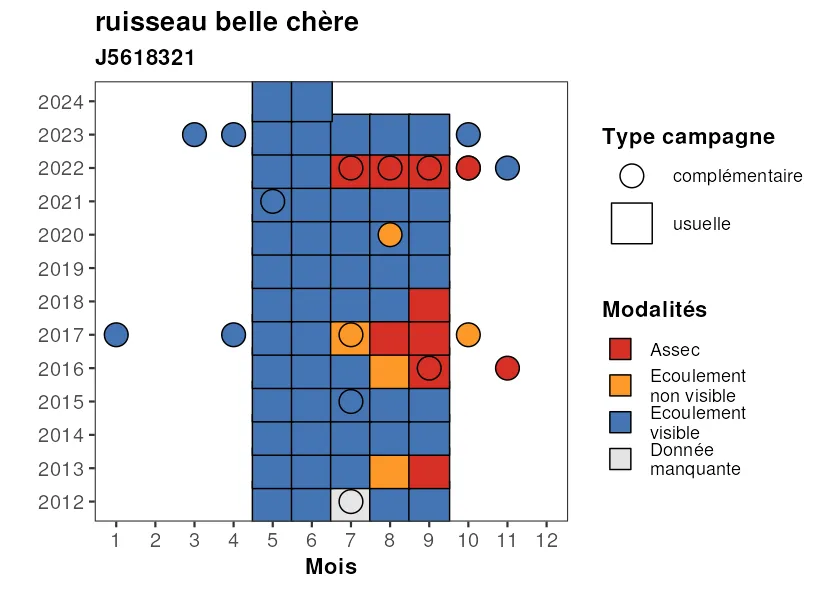 ruisseau belle chère
J5618321
2024
2023
2022
2021
2020
2019
2018
2017
2016
2015
2014
2013
2012
1 2 3 4 5 6 7 8 9 10 11 12
Mois
Type campagne
complémentaire
usuelle
Modalités
Assec
Ecoulement
non visible
Ecoulement
visible
Donnée
manquante